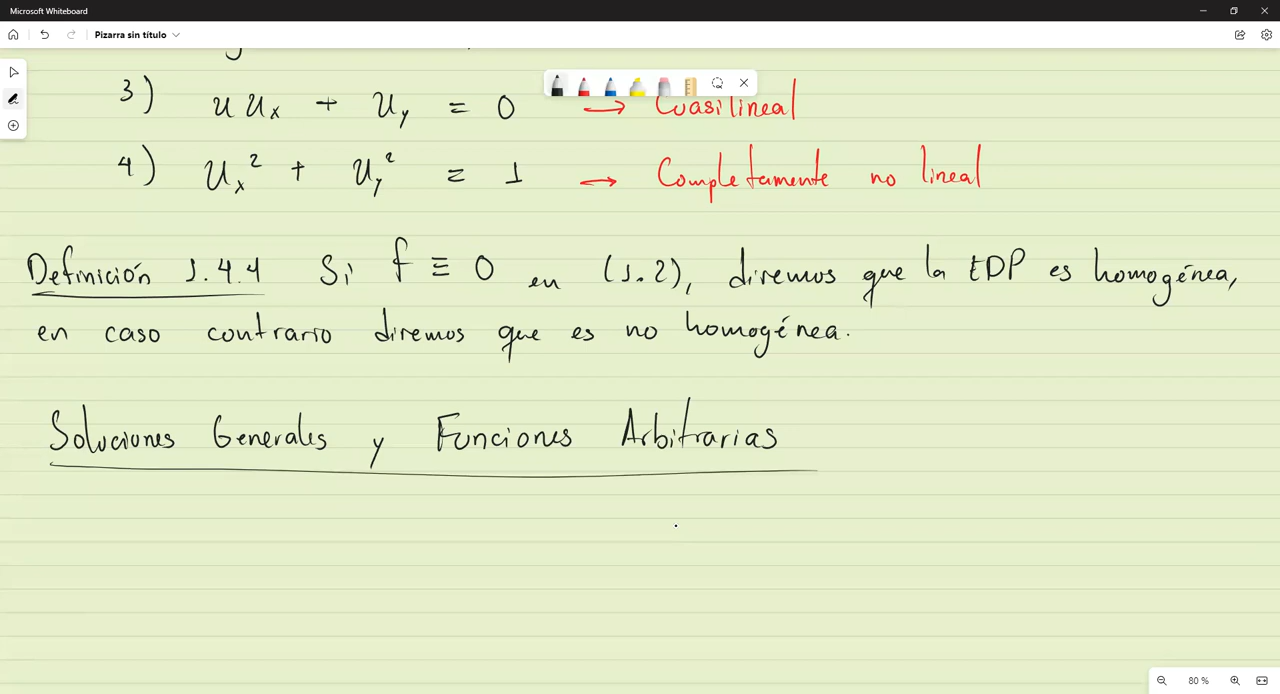 Microsoft Whiteboard
Pizarra sin título
3) u uₓ + u_y = 0 → Cuasilineal
4) uₓ² + u_y² = 1 → Completamente no lineal
Definición 1.4.4 Si f ≡ 0 en (1.2), diremos que la EDP es homogénea,
en caso contrario diremos que es no homogénea.
Soluciones Generales y Funciones Arbitrarias
80 %